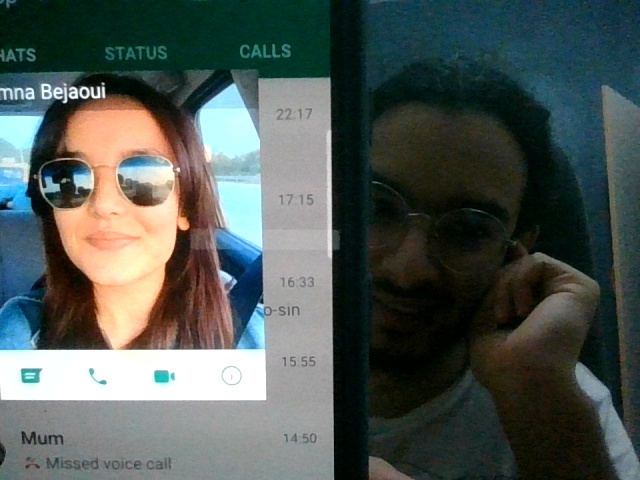 HATS STATUS CALLS
mna Bejaoui
22:17
17:15
16:33
o-sin
15:55
Mum 14:50
Missed voice call